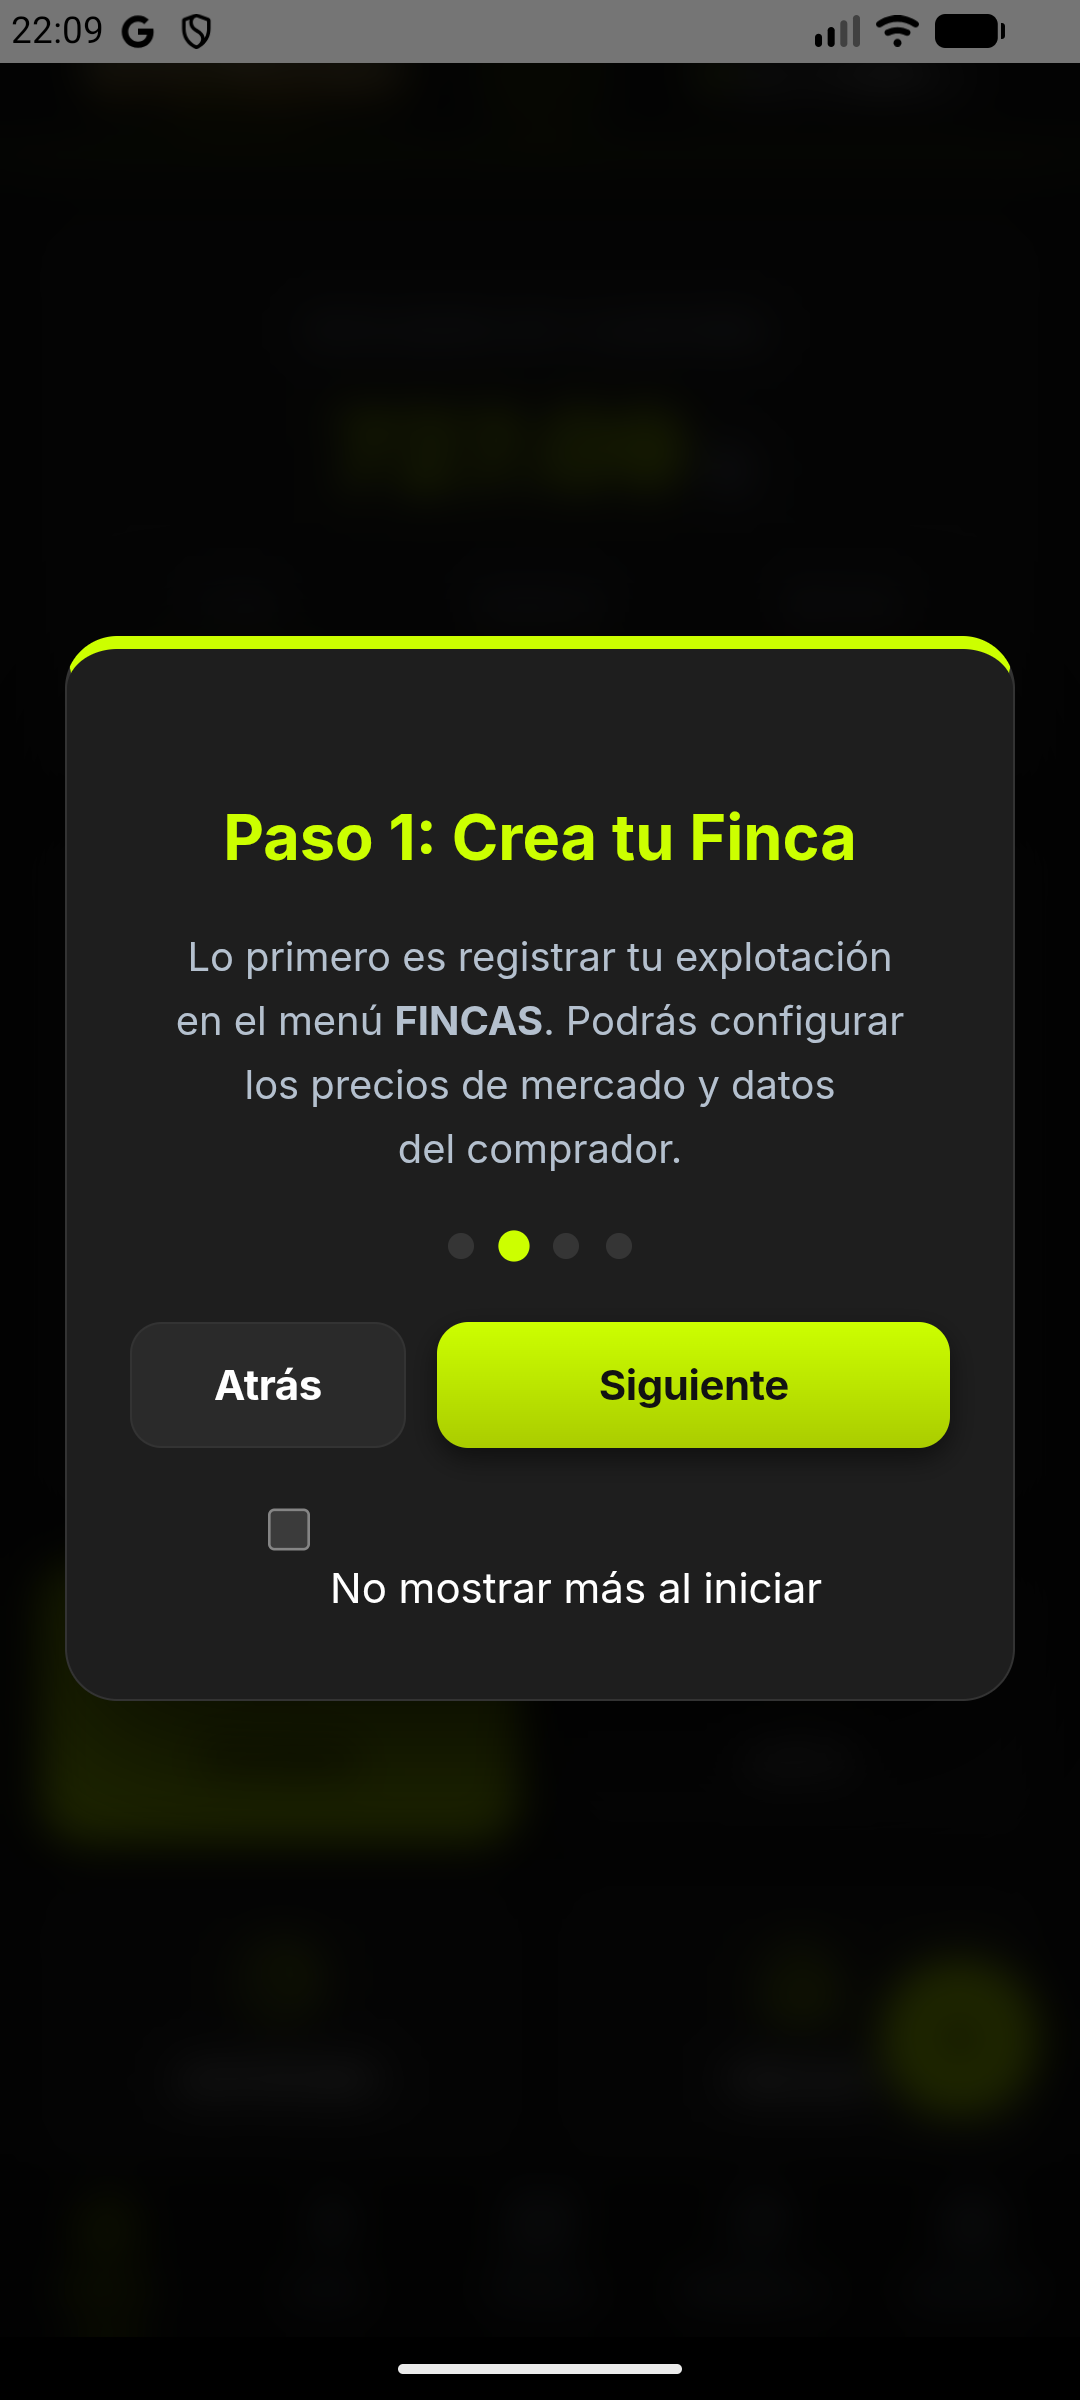 22:09
Paso 1: Crea tu Finca
Lo primero es registrar tu explotación
en el menú FINCAS. Podrás configurar
los precios de mercado y datos
del comprador.
Atrás
Siguiente
No mostrar más al iniciar